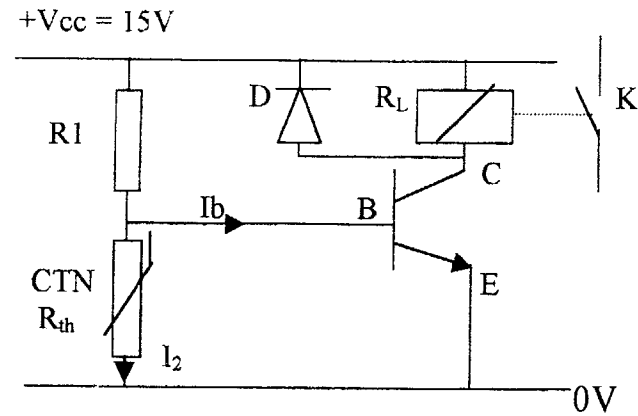 +Vcc = 15V
D
R_L
K
R1
C
Ib
B
CTN
R_th
E
I_2
0V